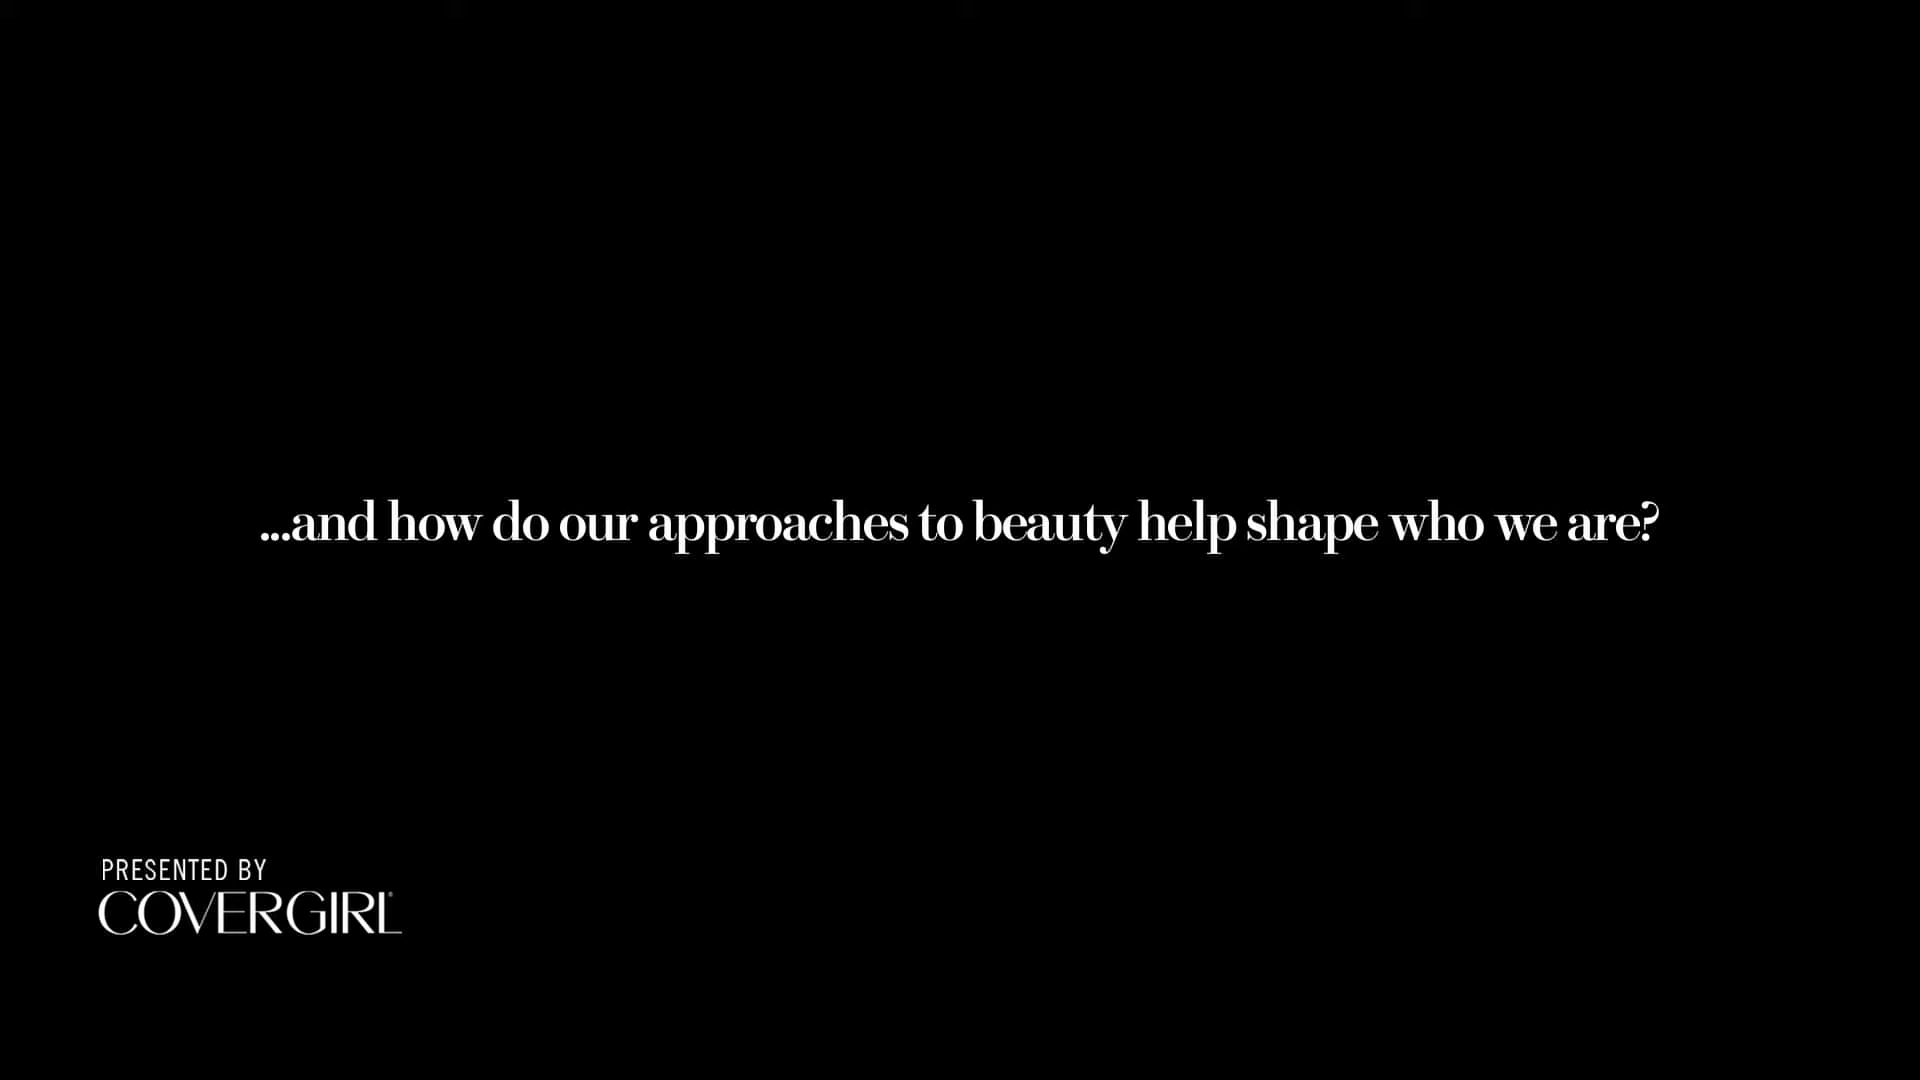 ...and how do our approaches to beauty help shape who we are?
PRESENTED BY
COVERGIRL